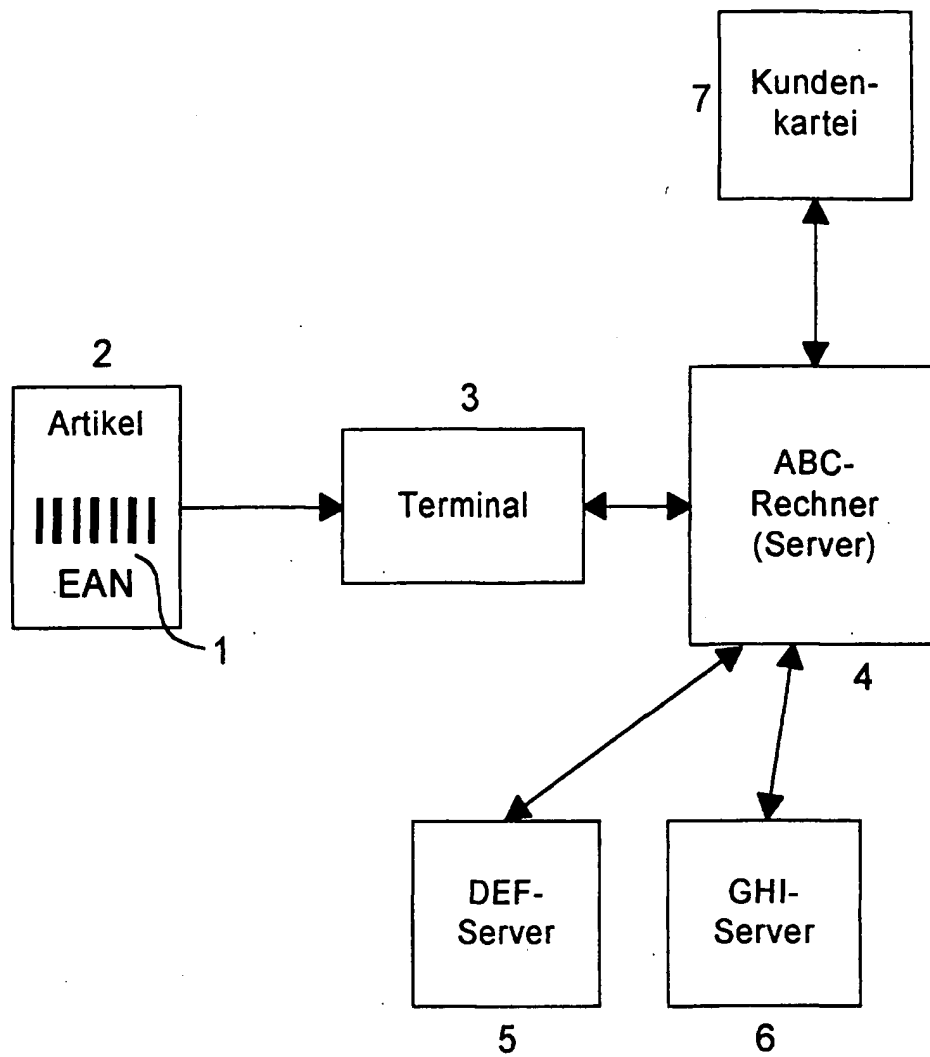 7
Kunden-
kartei
2
Artikel
EAN
1
3
Terminal
ABC-
Rechner
(Server)
4
DEF-
Server
5
GHI-
Server
6